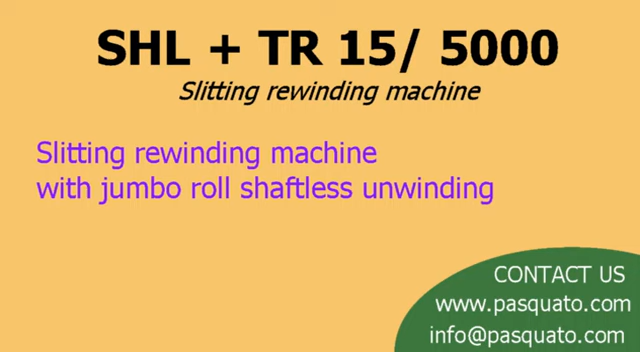 SHL + TR 15/ 5000
Slitting rewinding machine
Slitting rewinding machine
with jumbo roll shaftless unwinding
CONTACT US
www.pasquato.com
info@pasquato.com